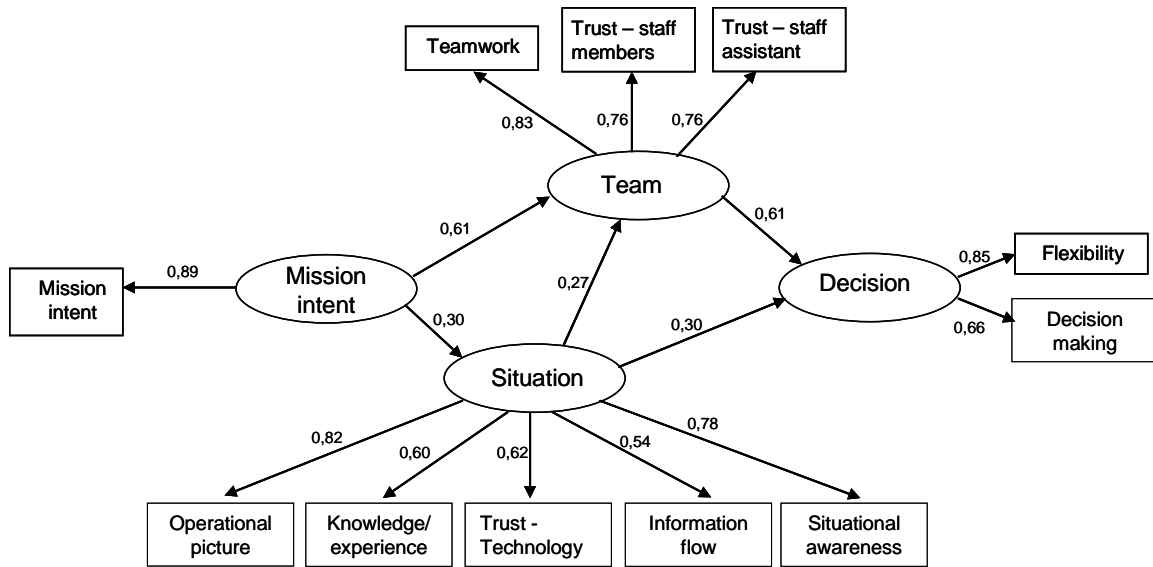 Teamwork
Trust – staff
members
Trust – staff
assistant
0,83
0,76
0,76
Team
0,61
0,61
Mission
intent
0,89
Mission
intent
0,27
Decision
0,85
Flexibility
0,66
Decision
making
0,30
0,30
Situation
0,82
0,60
0,62
0,54
0,78
Operational
picture
Knowledge/
experience
Trust -
Technology
Information
flow
Situational
awareness